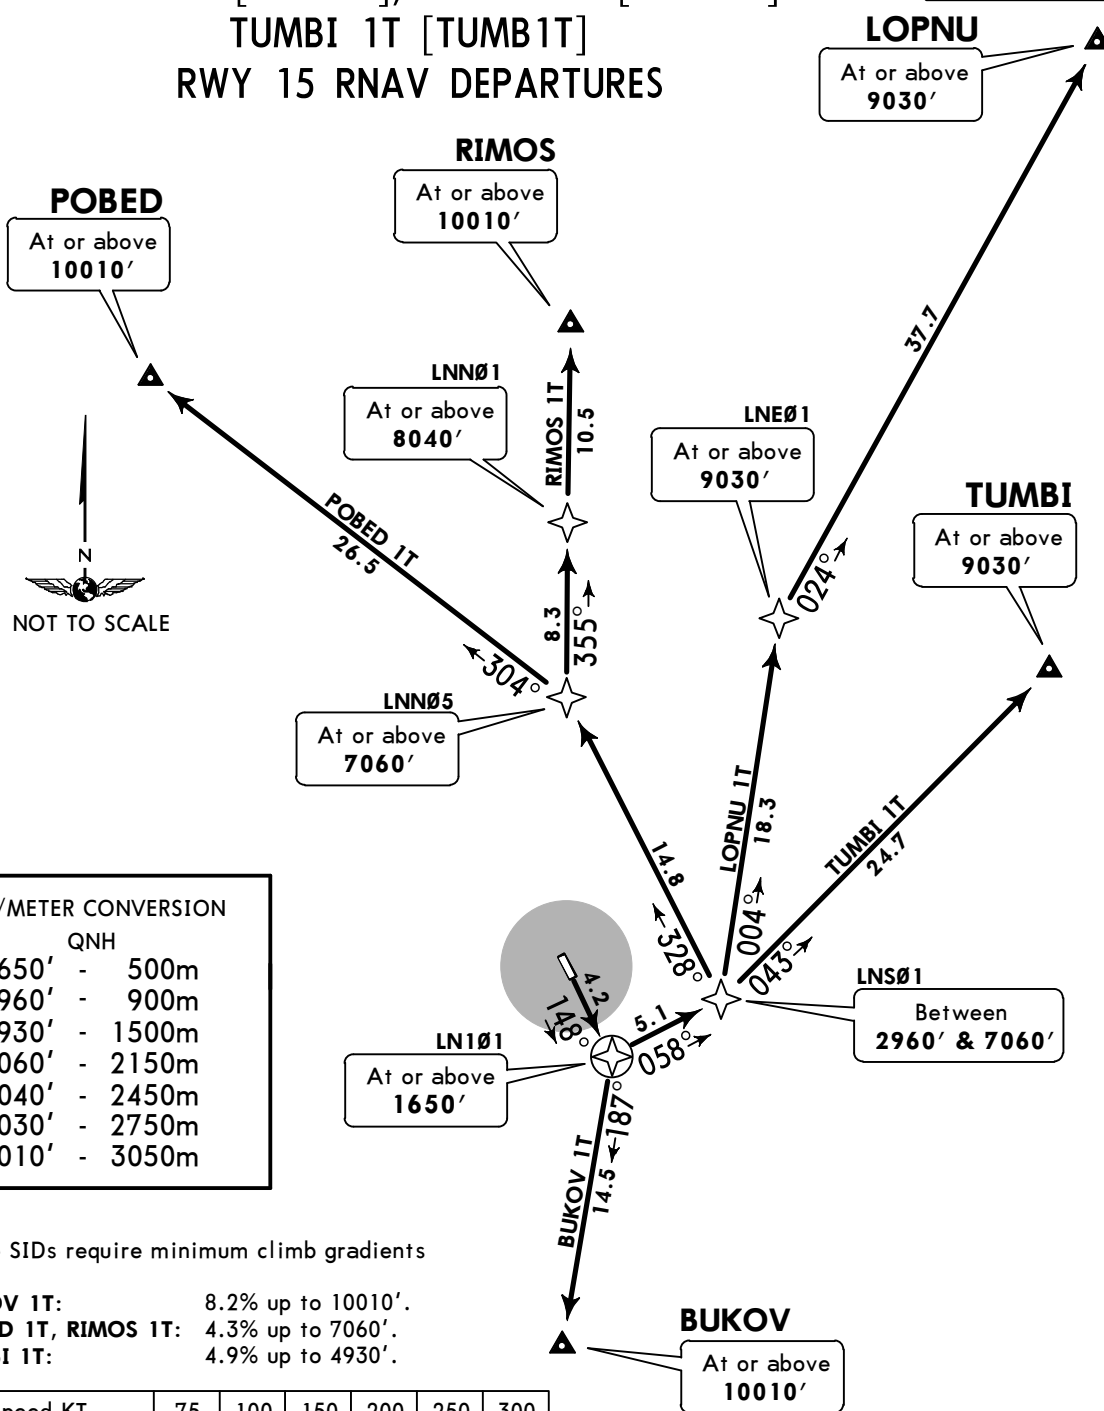 TUMBI 1T [TUMB1T]
RWY 15 RNAV DEPARTURES
LOPNU
At or above
9030′
RIMOS
At or above
10010′
POBED
At or above
10010′
37.7
LNNØ1
At or above
8040′
RIMOS 1T
10.5
LNEØ1
At or above
9030′
TUMBI
At or above
9030′
POBED 1T
26.5
N
NOT TO SCALE
024°
8.3
355°
304°
LNNØ5
At or above
7060′
LOPNU 1T
18.3
TUMBI 1T
24.7
14.8
/METER CONVERSION
QNH
650′ - 500m
960′ - 900m
930′ - 1500m
060′ - 2150m
040′ - 2450m
030′ - 2750m
010′ - 3050m
328°
004°
043°
LNSØ1
Between
2960′ & 7060′
4.2
148°
5.1
058°
LN1Ø1
At or above
1650′
187°
BUKOV 1T
14.5
SIDs require minimum climb gradients
OV 1T: 8.2% up to 10010′.
D 1T, RIMOS 1T: 4.3% up to 7060′.
BI 1T: 4.9% up to 4930′.
BUKOV
At or above
10010′
peed KT 75 100 150 200 250 300